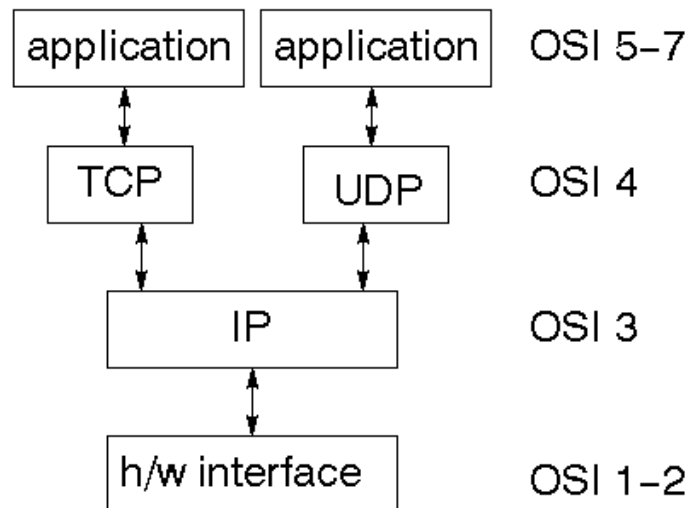 application application OSI 5-7
TCP UDP OSI 4
IP OSI 3
h/w interface OSI 1-2